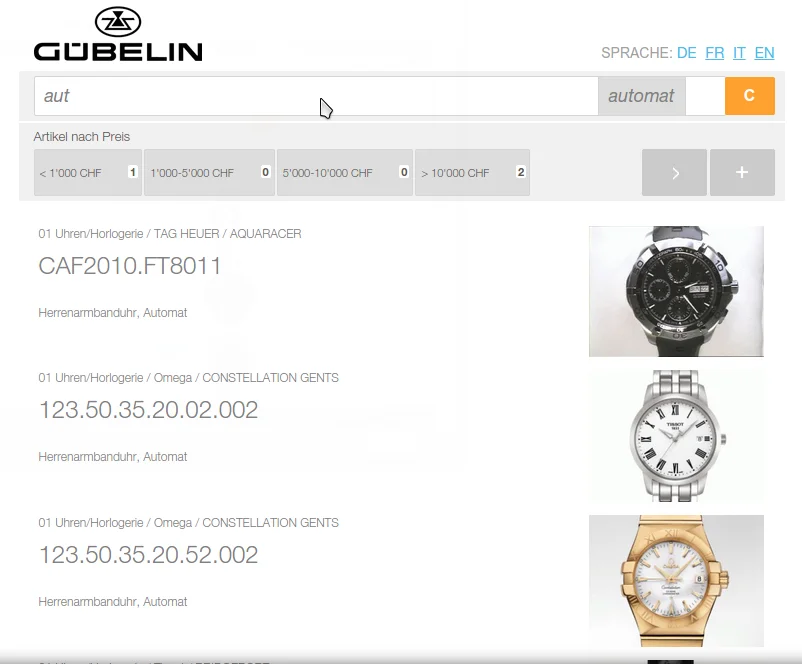 GÜBELIN
SPRACHE: DE FR IT EN
aut automat C
Artikel nach Preis
< 1'000 CHF 1 1'000-5'000 CHF 0 5'000-10'000 CHF 0 > 10'000 CHF 2 > +
01 Uhren/Horlogerie / TAG HEUER / AQUARACER
CAF2010.FT8011
Herrenarmbanduhr, Automat
01 Uhren/Horlogerie / Omega / CONSTELLATION GENTS
123.50.35.20.02.002
TISSOT
Herrenarmbanduhr, Automat
01 Uhren/Horlogerie / Omega / CONSTELLATION GENTS
123.50.35.20.52.002
Herrenarmbanduhr, Automat